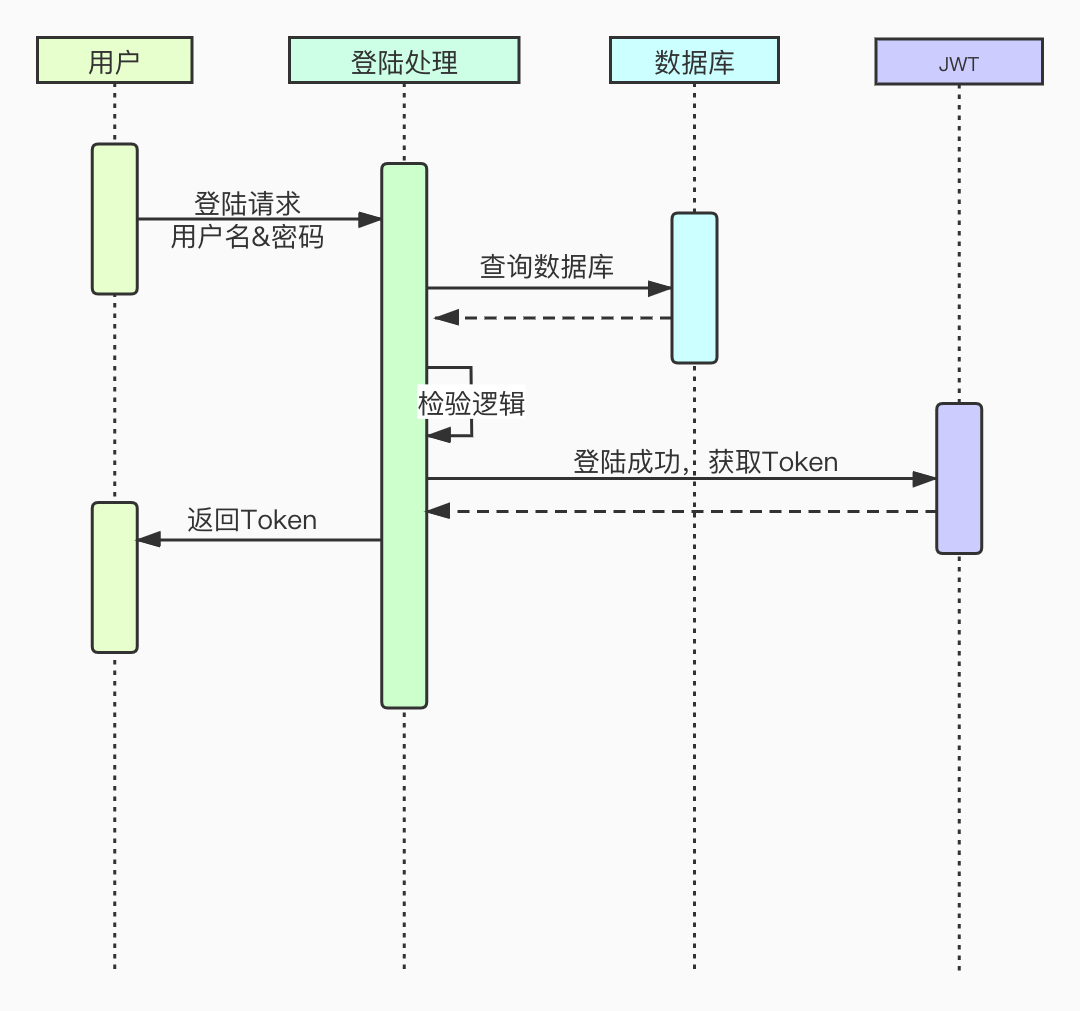 用户
登陆处理
数据库
JWT
登陆请求
用户名&密码
查询数据库
检验逻辑
登陆成功，获取Token
返回Token